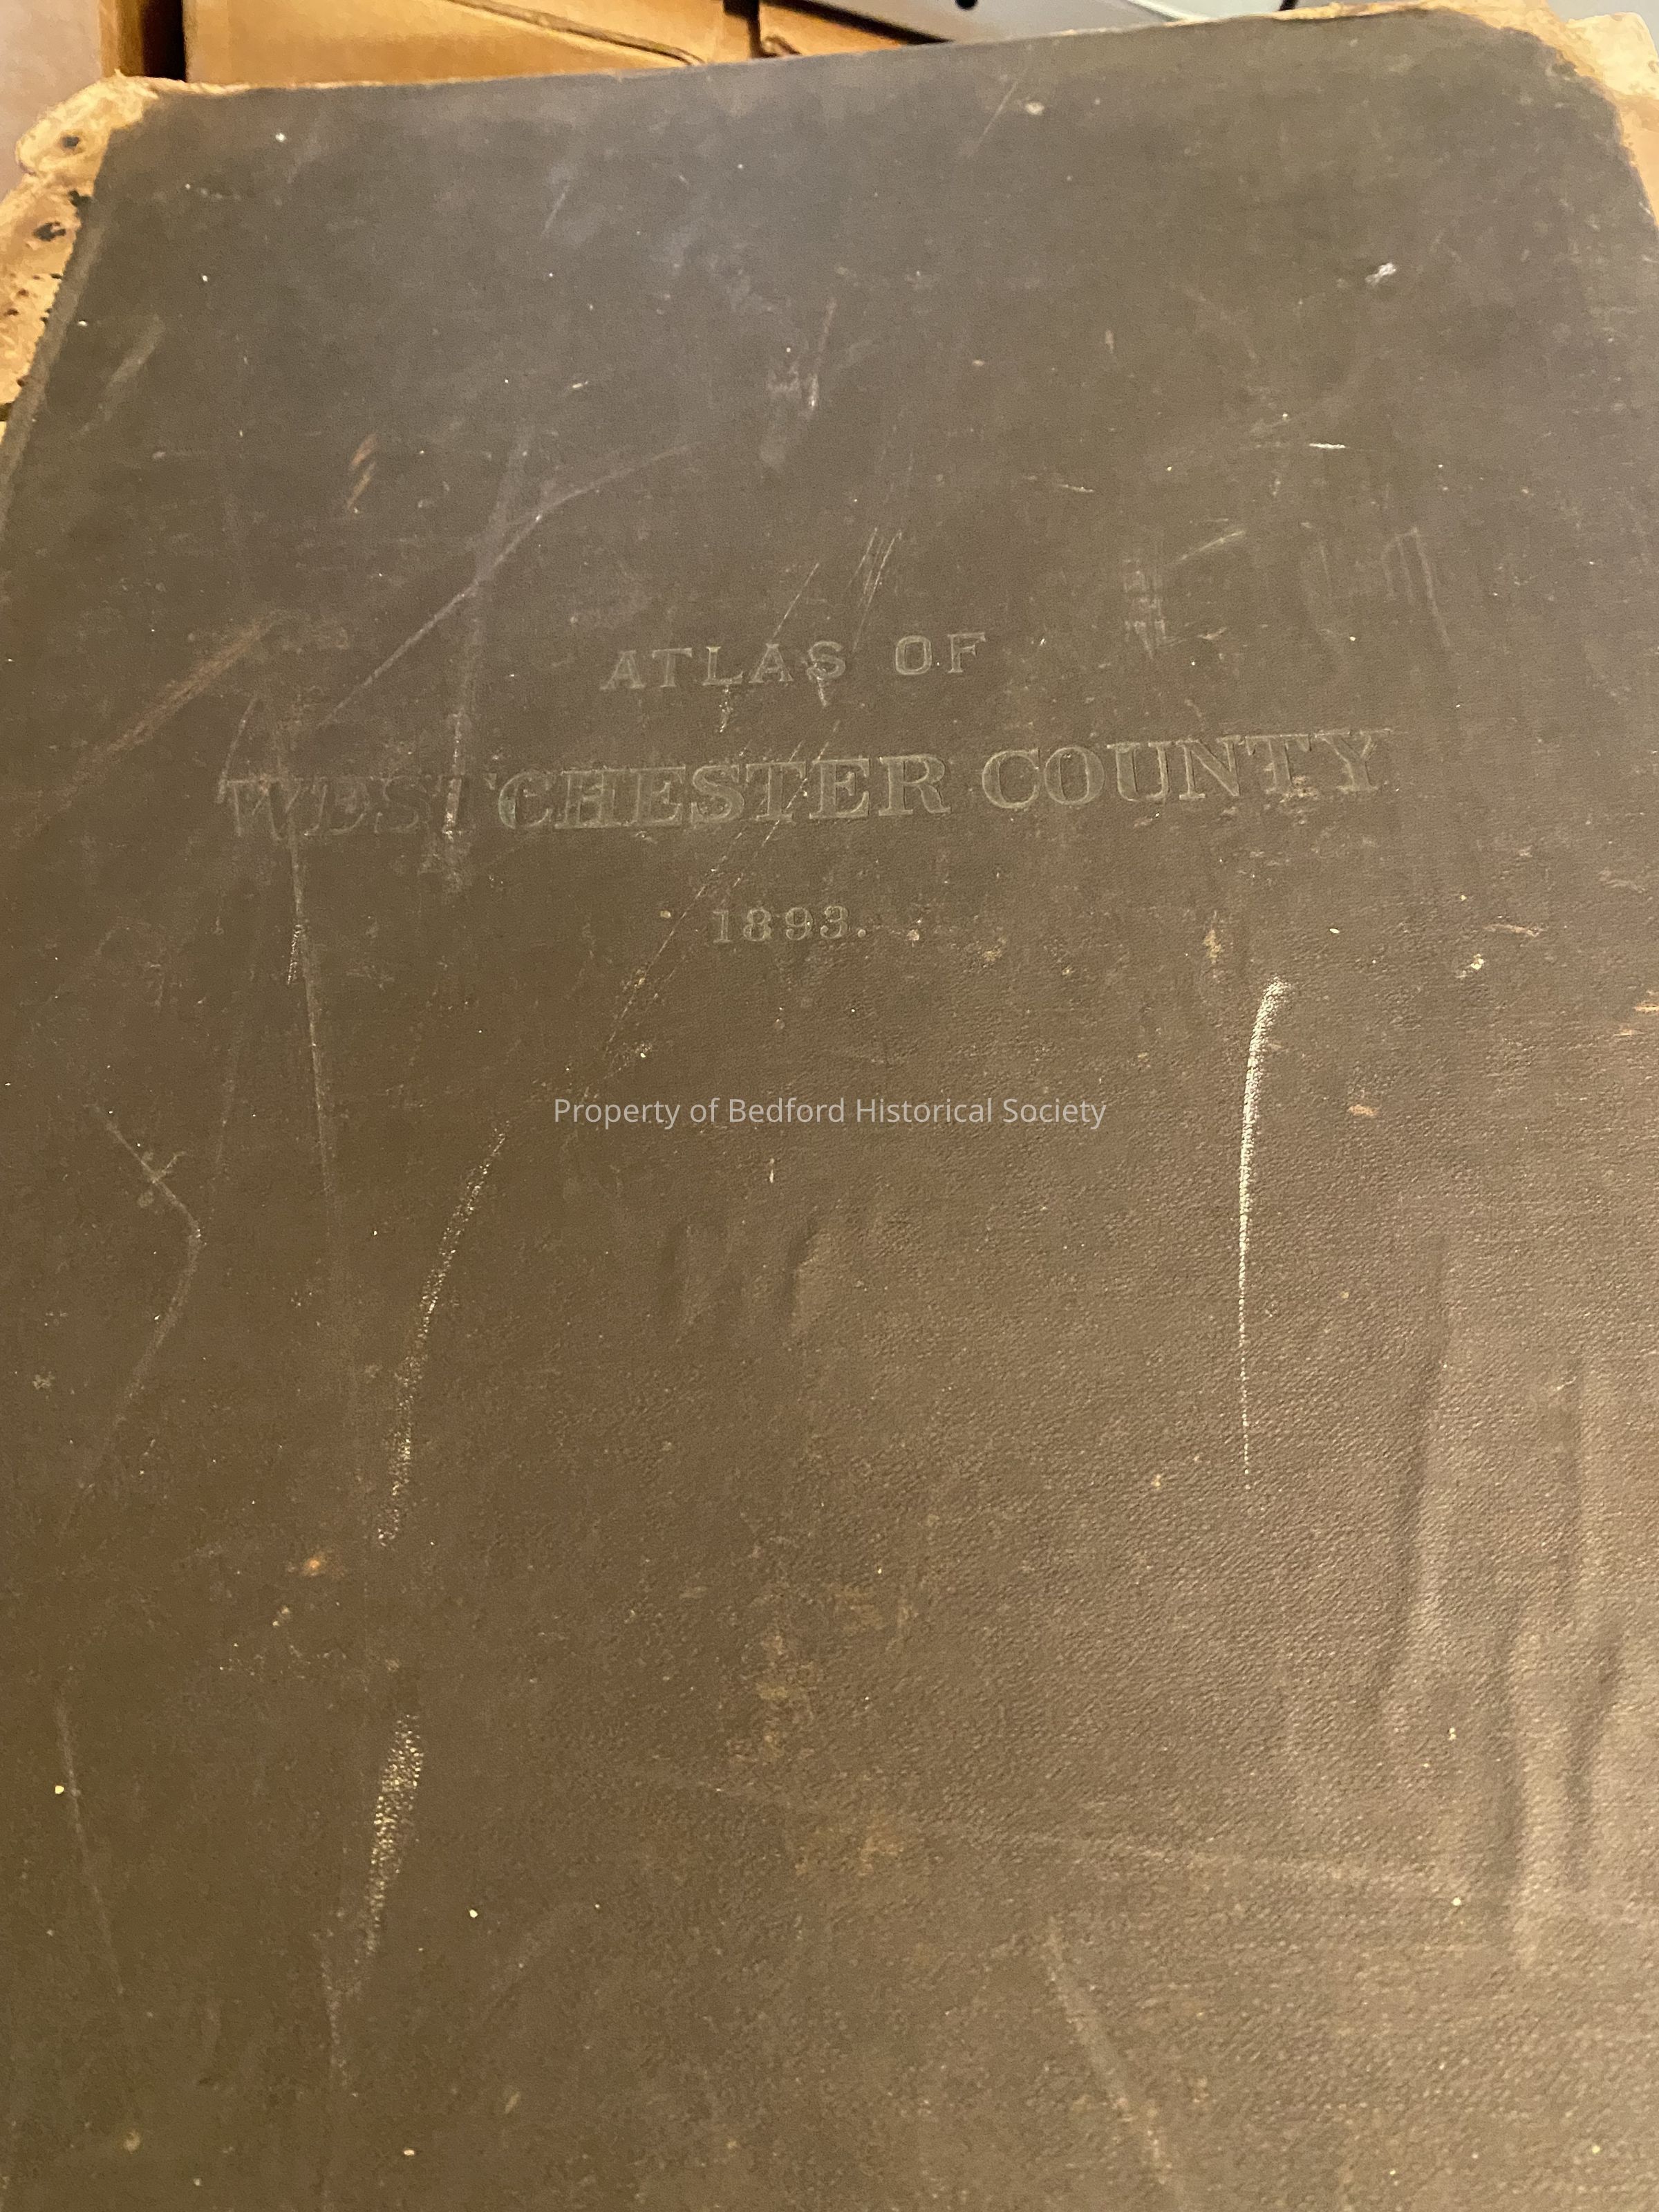 ATLAS OF
WESTCHESTER COUNTY
1893.
Property of Bedford Historical Society